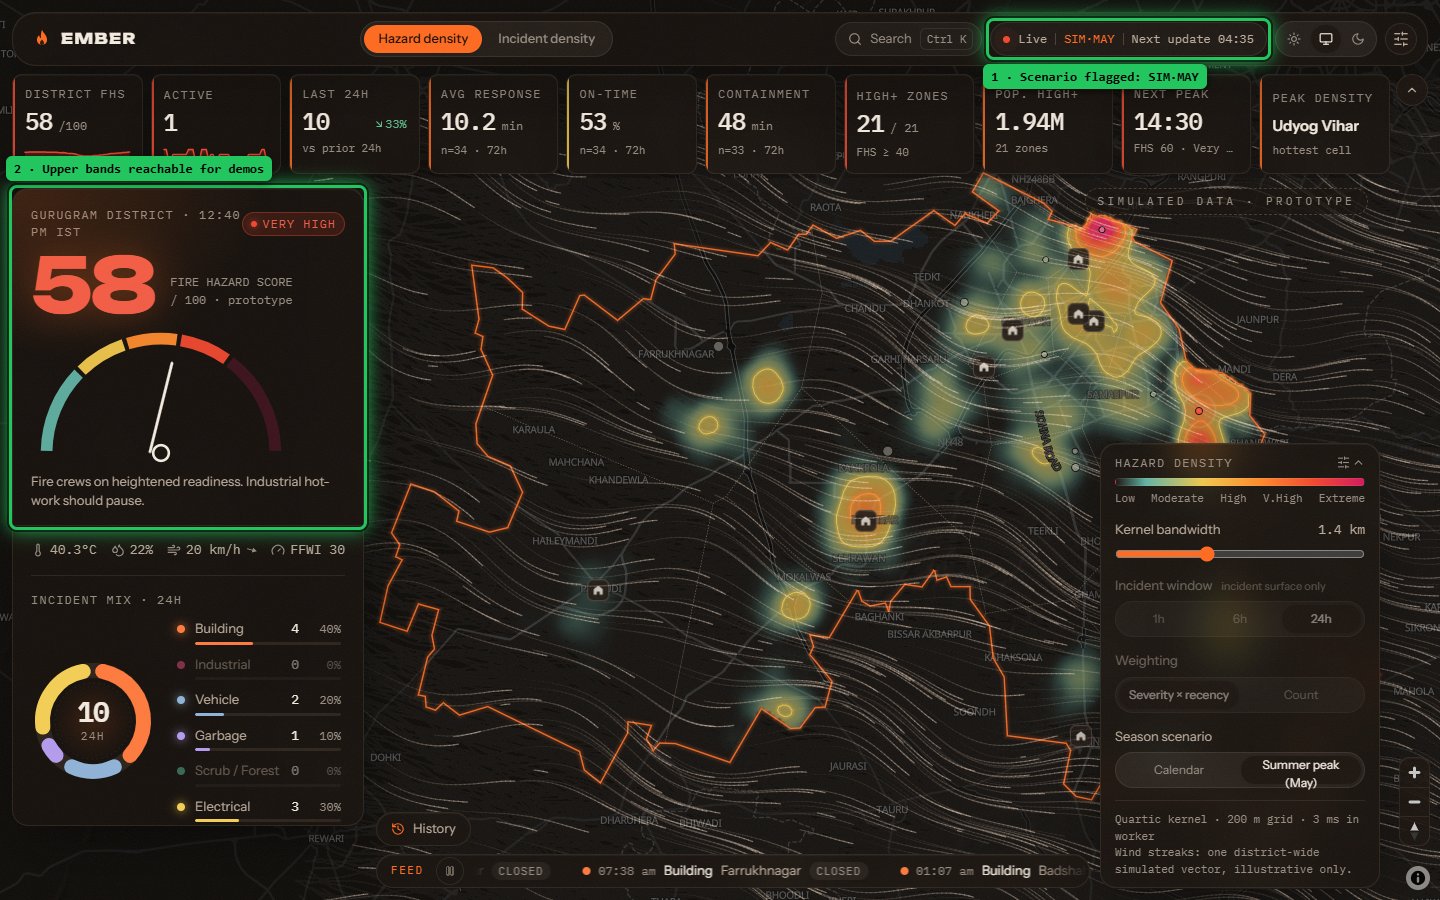 EMBER
Hazard density
Incident density
Search Ctrl K
Live | SIM·MAY | Next update 04:35
1 · Scenario flagged: SIM-MAY
DISTRICT FHS
58 /100
ACTIVE
1
LAST 24H
10 ↘33%
vs prior 24h
AVG RESPONSE
10.2 min
n=34 · 72h
ON-TIME
53 %
n=34 · 72h
CONTAINMENT
48 min
n=33 · 72h
HIGH+ ZONES
21 / 21
FHS ≥ 40
POP. HIGH+
1.94M
21 zones
NEXT PEAK
14:30
FHS 60 · Very …
PEAK DENSITY
Udyog Vihar
hottest cell
2 · Upper bands reachable for demos
GURUGRAM DISTRICT · 12:40
PM IST
VERY HIGH
58
FIRE HAZARD SCORE
/ 100 · prototype
Fire crews on heightened readiness. Industrial hot-
work should pause.
40.3°C 22% 20 km/h FFWI 30
INCIDENT MIX · 24H
Building 4 40%
Industrial 0 0%
Vehicle 2 20%
Garbage 1 10%
Scrub / Forest 0 0%
Electrical 3 30%
10
24H
SIMULATED DATA · PROTOTYPE
NH248BB
BAJGHERA
RANGPURI
RAOTA
TEDKI
CHANDU
DHANKOT
JAUNPUR
FARRUKHNAGAR
MANDI
DERA
KARAULA
SOHNA ROAD
NH48
MAHCHANA
KHANDEWLA
TEEKLI
HAILEYMANDI
MOKALWAS
BAGHANKI
BISSAR AKBARPUR
KAHAKSONA
SOONDH
DOHKI
JAURASI
TAURU
DHARUHERA
BHIWADI
REWARI
BHODLU
HAZARD DENSITY
Low Moderate High V.High Extreme
Kernel bandwidth 1.4 km
Incident window incident surface only
1h 6h 24h
Weighting
Severity × recency Count
Season scenario
Calendar
Summer peak
(May)
Quartic kernel · 200 m grid · 3 ms in
worker
Wind streaks: one district-wide
simulated vector, illustrative only.
History
FEED
CLOSED
07:38 am Building Farrukhnagar CLOSED
01:07 am Building Badsha